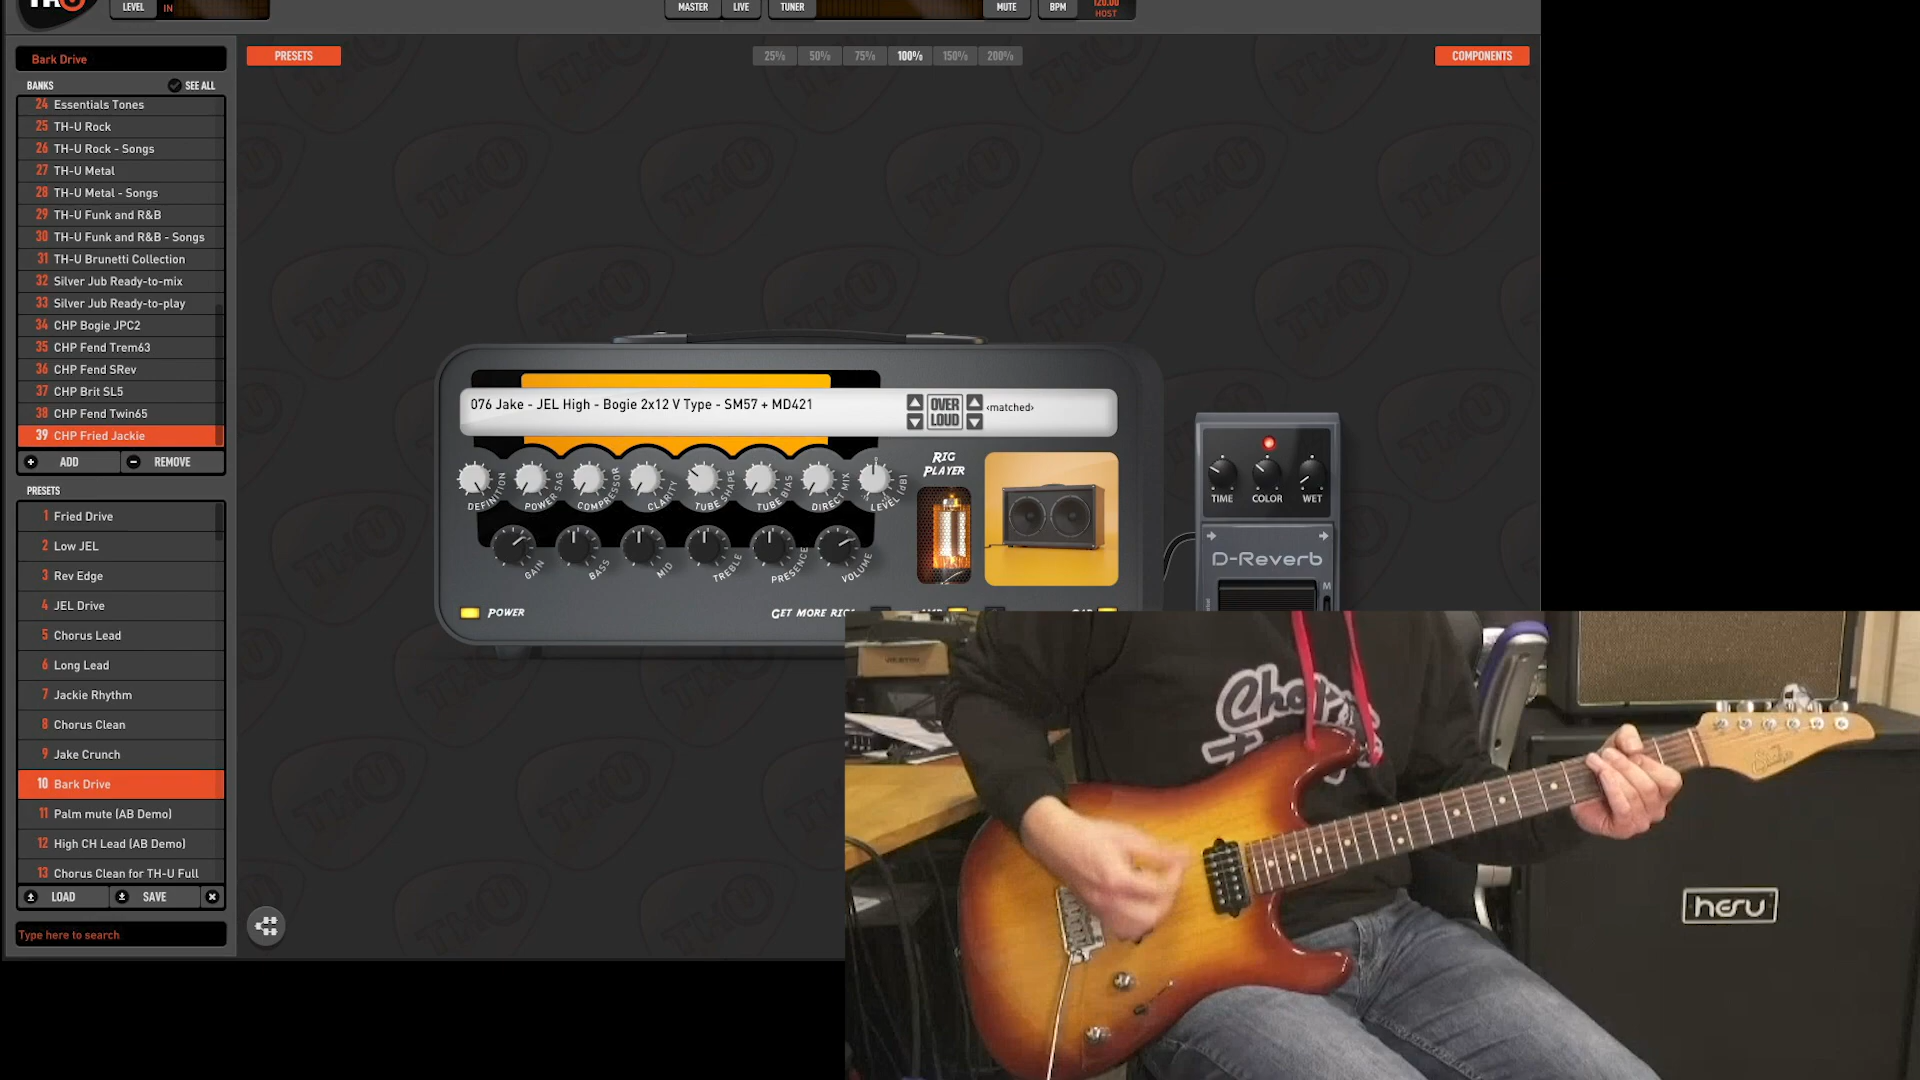 TH-U
LEVEL
IN
MASTER
LIVE
TUNER
MUTE
BPM
120.00
HOST
Bark Drive
PRESETS
25%
50%
75%
100%
150%
200%
COMPONENTS
BANKS
SEE ALL
24 Essentials Tones
25 TH-U Rock
26 TH-U Rock - Songs
27 TH-U Metal
28 TH-U Metal - Songs
29 TH-U Funk and R&B
30 TH-U Funk and R&B - Songs
31 TH-U Brunetti Collection
32 Silver Jub Ready-to-mix
33 Silver Jub Ready-to-play
34 CHP Bogie JPC2
35 CHP Fend Trem63
36 CHP Fend SRev
37 CHP Brit SL5
38 CHP Fend Twin65
39 CHP Fried Jackie
ADD
REMOVE
PRESETS
1 Fried Drive
2 Low JEL
3 Rev Edge
4 JEL Drive
5 Chorus Lead
6 Long Lead
7 Jackie Rhythm
8 Chorus Clean
9 Jake Crunch
10 Bark Drive
11 Palm mute (AB Demo)
12 High CH Lead (AB Demo)
13 Chorus Clean for TH-U Full
LOAD
SAVE
Type here to search
076 Jake - JEL High - Bogie 2x12 V Type - SM57 + MD421
OVER
LOUD
<matched>
DEFINITION
POWER SAG
COMPRESSOR
CLARITY
TUBE SHAPE
TUBE BIAS
DIRECT MIX
LEVEL (dB)
RIG
PLAYER
GAIN
BASS
MID
TREBLE
PRESENCE
VOLUME
POWER
GET MORE RIGS
TIME
COLOR
WET
D-Reverb
M
hesu